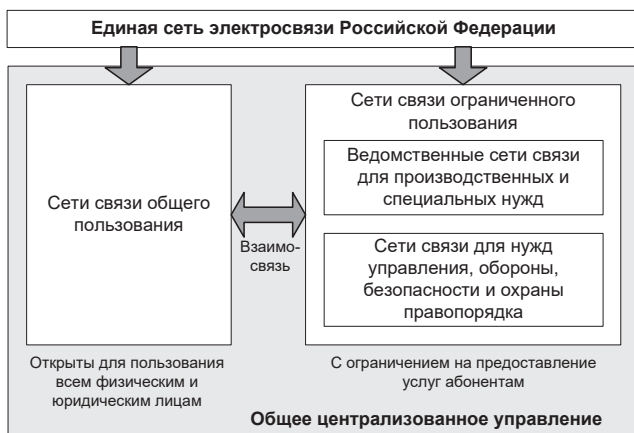 Единая сеть электросвязи Российской Федерации
Сети связи общего
пользования
Взаимо-
связь
Сети связи ограниченного
пользования
Ведомственные сети связи
для производственных и
специальных нужд
Сети связи для нужд
управления, обороны,
безопасности и охраны
правопорядка
Открыты для пользования
всем физическим и
юридическим лицам
С ограничением на предоставление
услуг абонентам
Общее централизованное управление